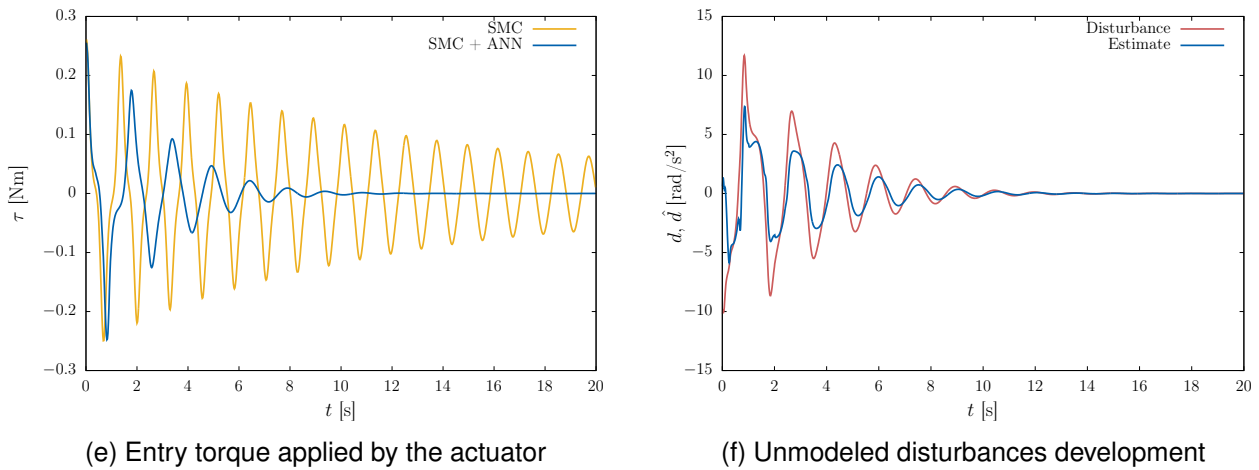 0.3
0.2
0.1
0
−0.1
−0.2
−0.3
τ [Nm]
SMC
SMC + ANN
0 2 4 6 8 10 12 14 16 18 20
t [s]
(e) Entry torque applied by the actuator
15
10
5
0
−5
−10
−15
d, d̂ [rad/s²]
Disturbance
Estimate
0 2 4 6 8 10 12 14 16 18 20
t [s]
(f) Unmodeled disturbances development